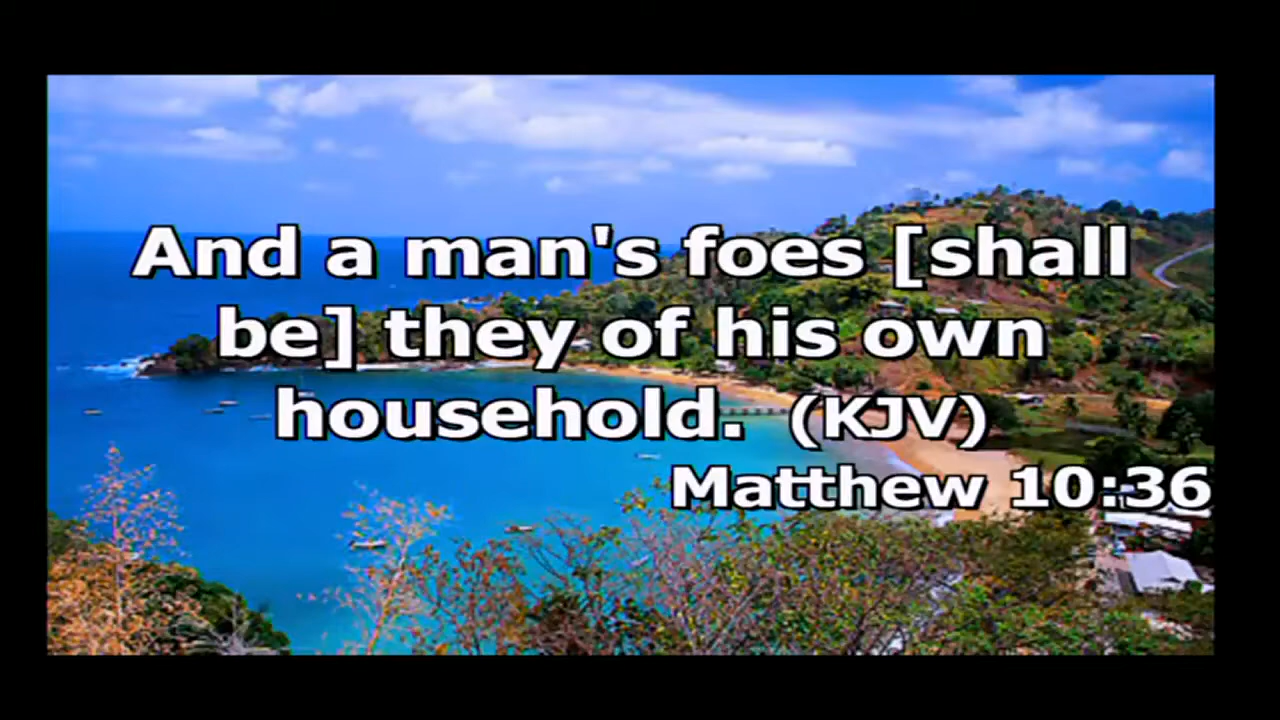 And a man's foes [shall
be] they of his own
household. (KJV)
Matthew 10:36